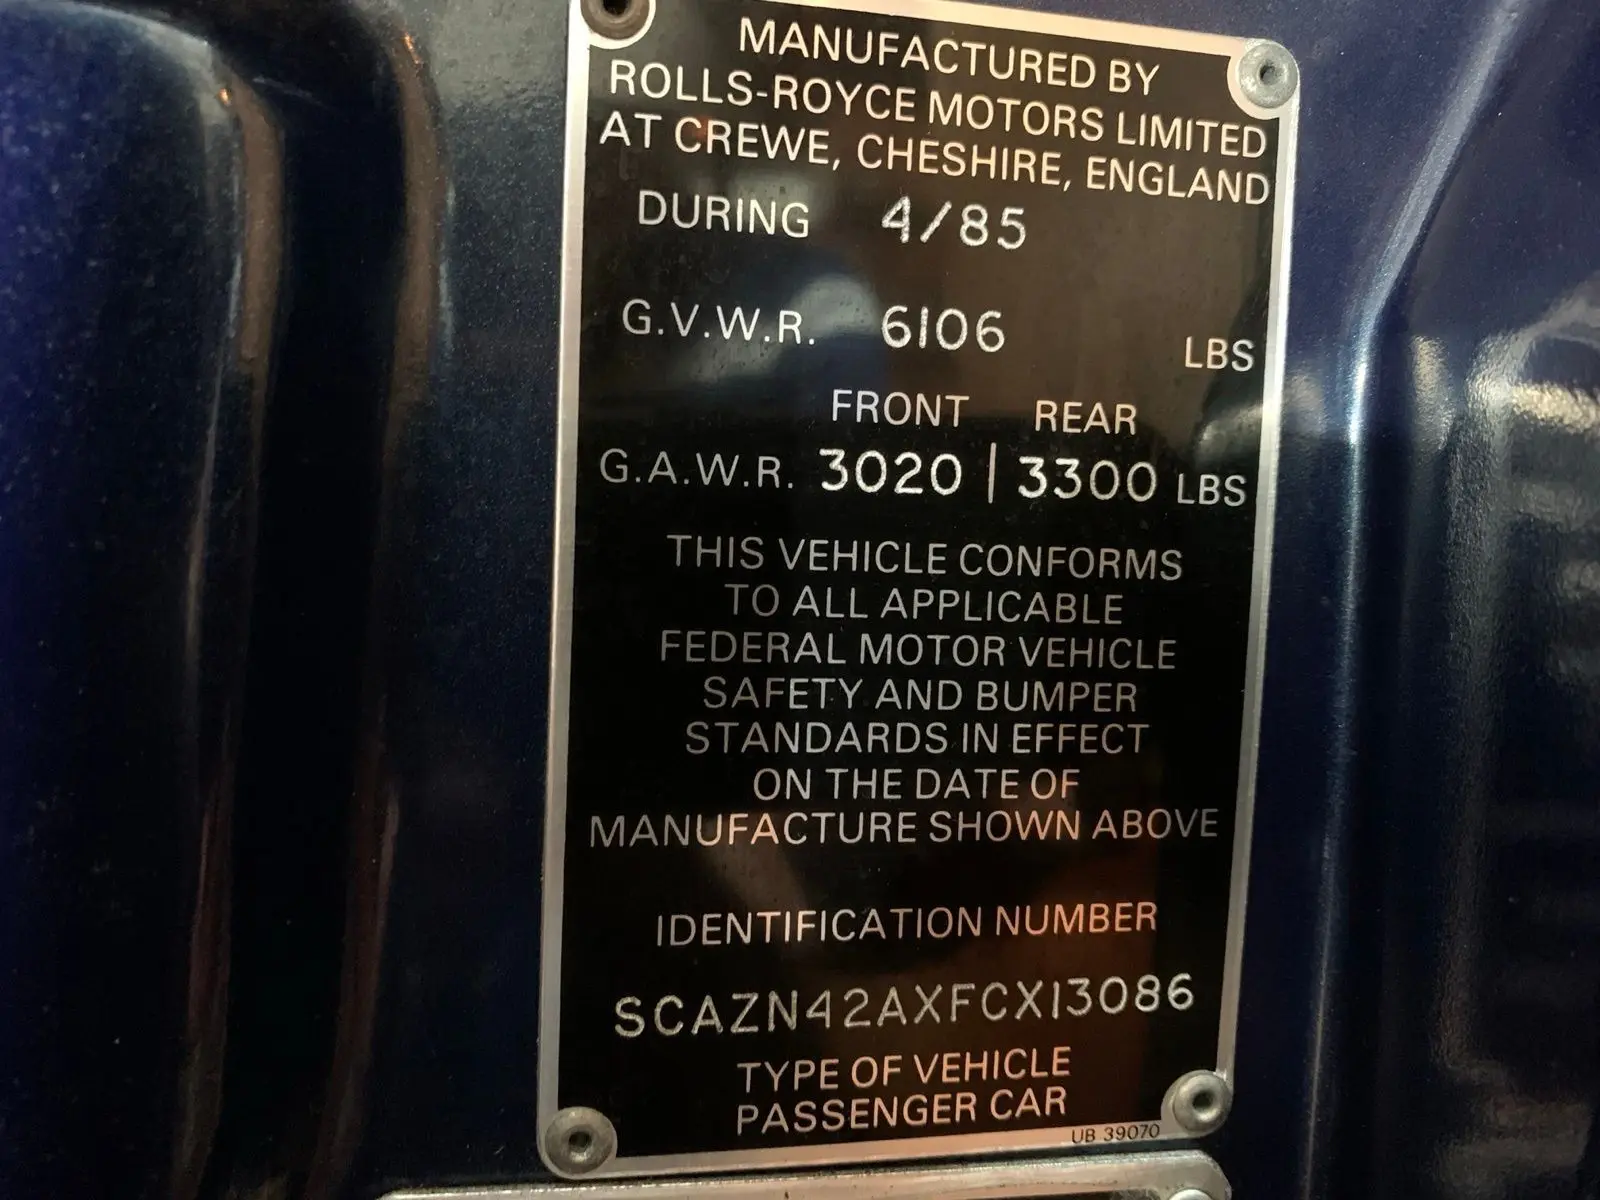 MANUFACTURED BY
ROLLS-ROYCE MOTORS LIMITED
AT CREWE, CHESHIRE, ENGLAND
DURING 4/85
G.V.W.R. 6106 LBS
FRONT REAR
G.A.W.R. 3020 | 3300 LBS
THIS VEHICLE CONFORMS
TO ALL APPLICABLE
FEDERAL MOTOR VEHICLE
SAFETY AND BUMPER
STANDARDS IN EFFECT
ON THE DATE OF
MANUFACTURE SHOWN ABOVE
IDENTIFICATION NUMBER
SCAZN42AXFCX13086
TYPE OF VEHICLE
PASSENGER CAR
UB 39070